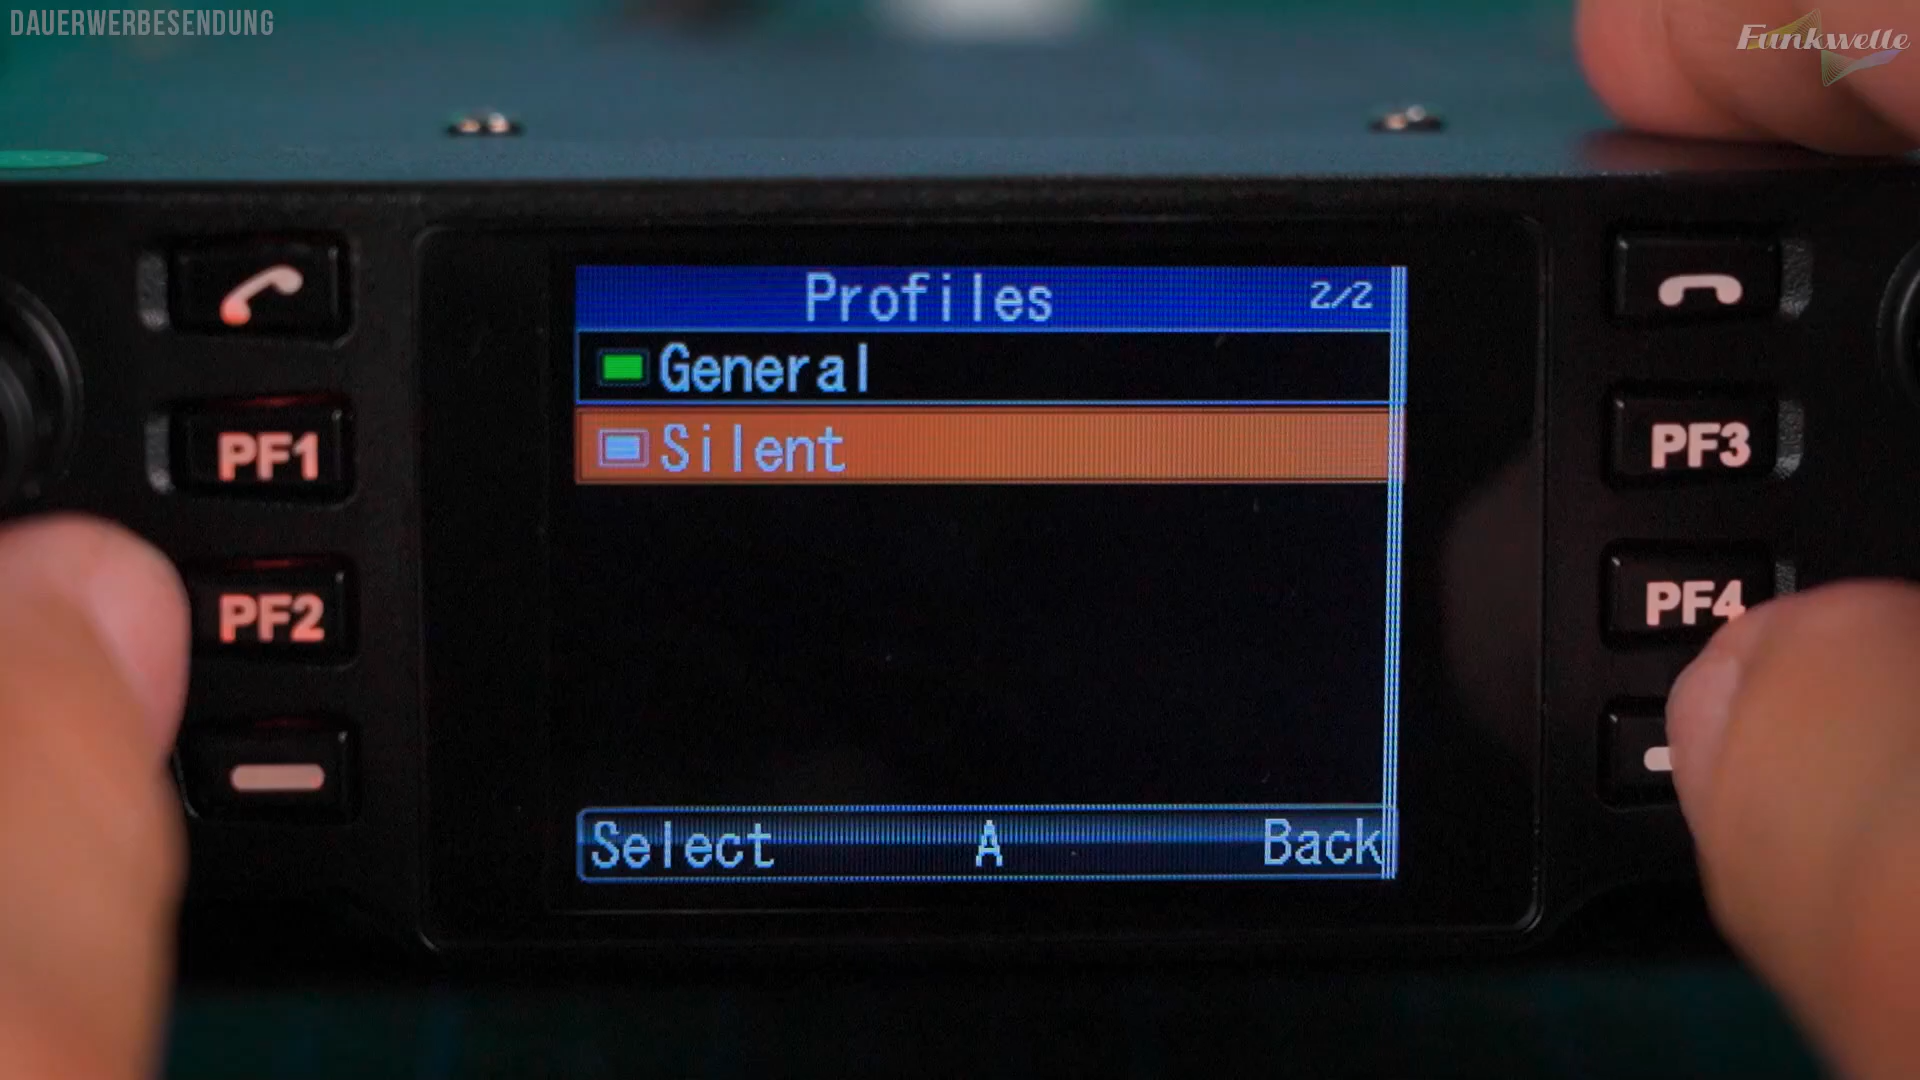 DAUERWERBESENDUNG
Funkwelle
Profiles 2/2
General
Silent
Select A Back
PF1
PF2
PF3
PF4